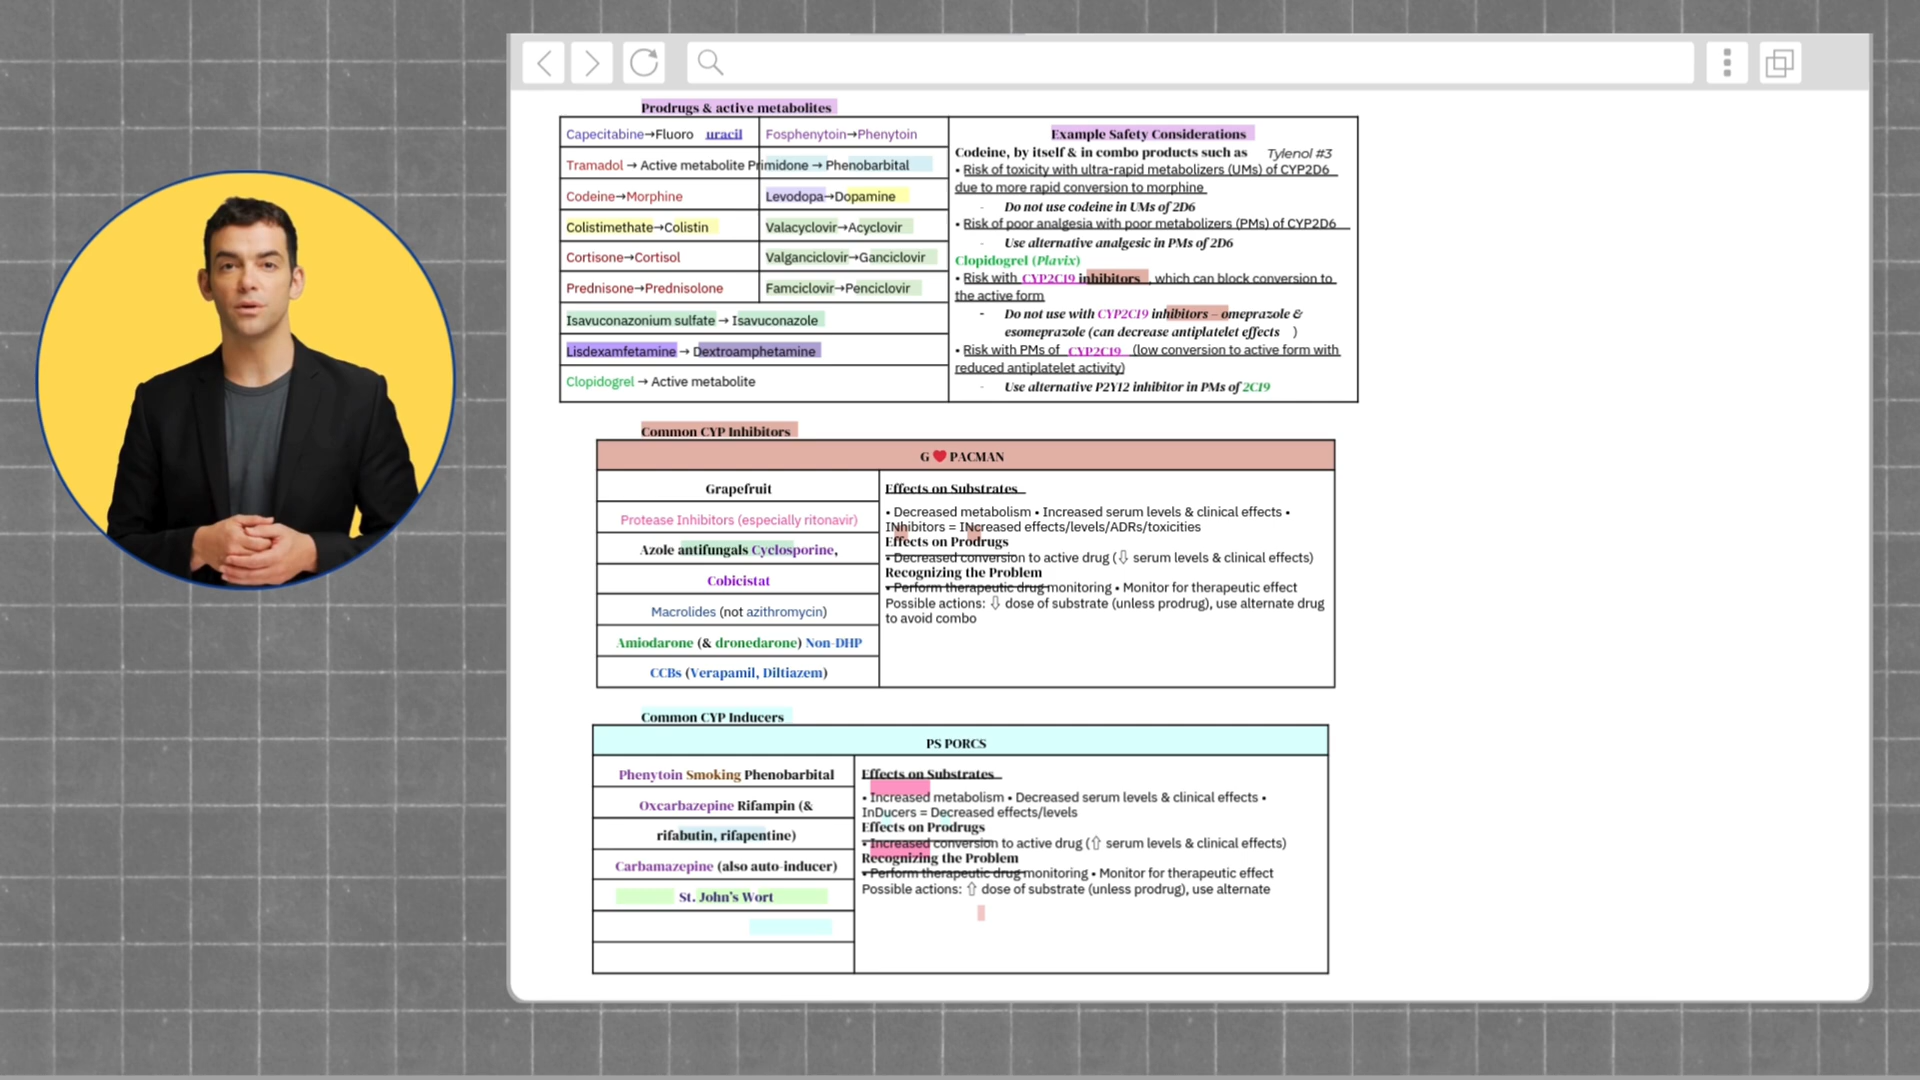 Prodrugs & active metabolites
Capecitabine→Fluoro uracil
Fosphenytoin→Phenytoin
Tramadol → Active metabolite Primidone → Phenobarbital
Codeine→Morphine
Levodopa→Dopamine
Colistimethate→Colistin
Valacyclovir→Acyclovir
Cortisone→Cortisol
Valganciclovir→Ganciclovir
Prednisone→Prednisolone
Famciclovir→Penciclovir
Isavuconazonium sulfate → Isavuconazole
Lisdexamfetamine → Dextroamphetamine
Clopidogrel → Active metabolite
Example Safety Considerations
Codeine, by itself & in combo products such as Tylenol #3
• Risk of toxicity with ultra-rapid metabolizers (UMs) of CYP2D6
due to more rapid conversion to morphine
- Do not use codeine in UMs of 2D6
• Risk of poor analgesia with poor metabolizers (PMs) of CYP2D6
- Use alternative analgesic in PMs of 2D6
Clopidogrel (Plavix)
• Risk with CYP2C19 inhibitors , which can block conversion to
the active form
- Do not use with CYP2C19 inhibitors – omeprazole &
esomeprazole (can decrease antiplatelet effects )
• Risk with PMs of CYP2C19 (low conversion to active form with
reduced antiplatelet activity)
- Use alternative P2Y12 inhibitor in PMs of 2C19
Common CYP Inhibitors
G ❤ PACMAN
Grapefruit
Protease Inhibitors (especially ritonavir)
Azole antifungals Cyclosporine,
Cobicistat
Macrolides (not azithromycin)
Amiodarone (& dronedarone) Non-DHP
CCBs (Verapamil, Diltiazem)
Effects on Substrates
• Decreased metabolism • Increased serum levels & clinical effects •
INhibitors = INcreased effects/levels/ADRs/toxicities
Effects on Prodrugs
• Decreased conversion to active drug (⇩ serum levels & clinical effects)
Recognizing the Problem
• Perform therapeutic drug monitoring • Monitor for therapeutic effect
Possible actions: ⇩ dose of substrate (unless prodrug), use alternate drug
to avoid combo
Common CYP Inducers
PS PORCS
Phenytoin Smoking Phenobarbital
Oxcarbazepine Rifampin (&
rifabutin, rifapentine)
Carbamazepine (also auto-inducer)
St. John's Wort
Effects on Substrates
• Increased metabolism • Decreased serum levels & clinical effects •
InDucers = Decreased effects/levels
Effects on Prodrugs
• Increased conversion to active drug (⇧ serum levels & clinical effects)
Recognizing the Problem
• Perform therapeutic drug monitoring • Monitor for therapeutic effect
Possible actions: ⇧ dose of substrate (unless prodrug), use alternate